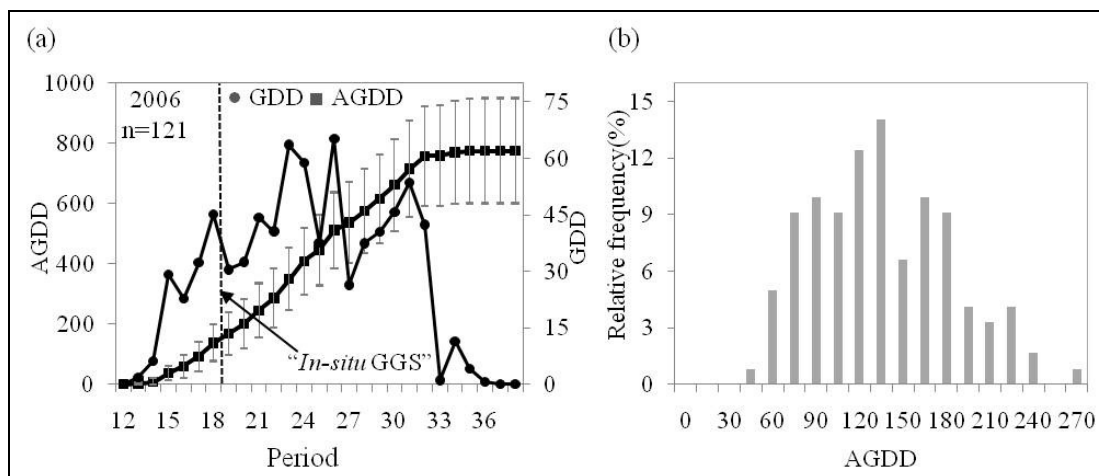 (a)
1000
800
600
400
200
0
AGDD
2006
n=121
GDD AGDD
"In-situ GGS"
75
60
45
30
15
0
GDD
12 15 18 21 24 27 30 33 36
Period
(b)
15
12
9
6
3
0
Relative frequency(%)
0 30 60 90 120 150 180 210 240 270
AGDD